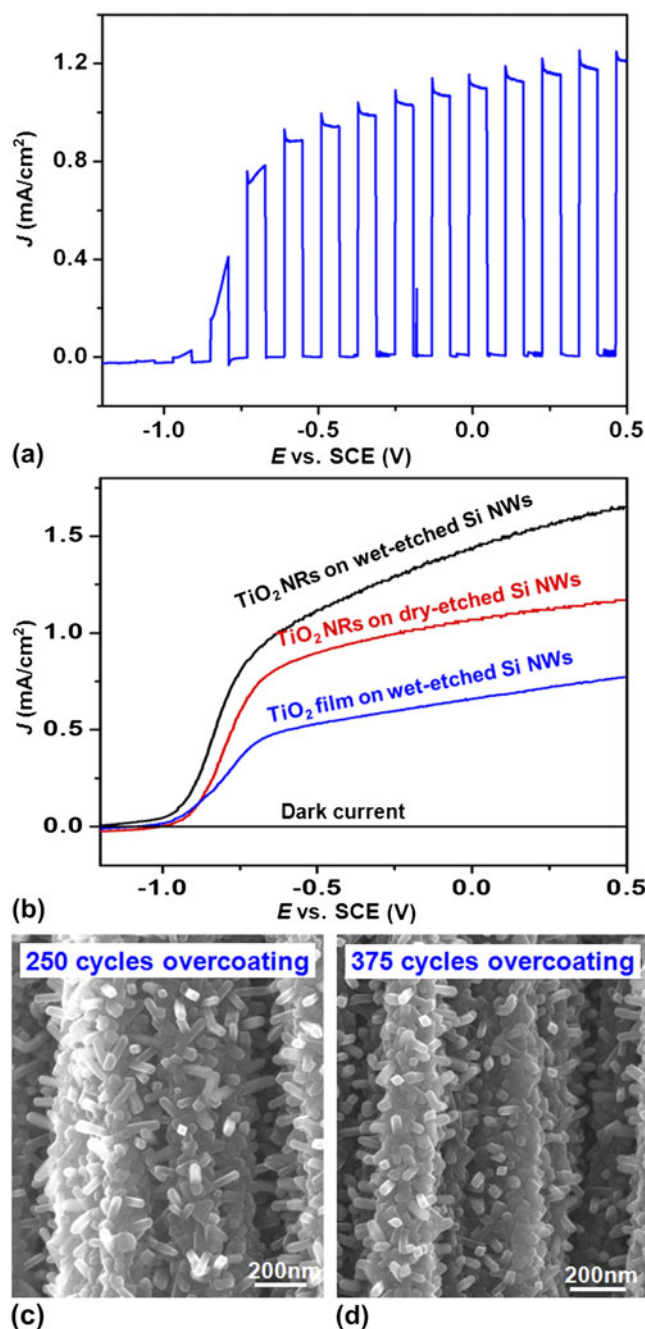 1.2
0.8
0.4
0.0
J (mA/cm²)
-1.0
-0.5
0.0
0.5
E vs. SCE (V)
(a)
1.5
1.0
0.5
0.0
J (mA/cm²)
TiO₂ NRs on wet-etched Si NWs
TiO₂ NRs on dry-etched Si NWs
TiO₂ film on wet-etched Si NWs
Dark current
-1.0
-0.5
0.0
0.5
E vs. SCE (V)
(b)
250 cycles overcoating
375 cycles overcoating
200nm
200nm
(c)
(d)